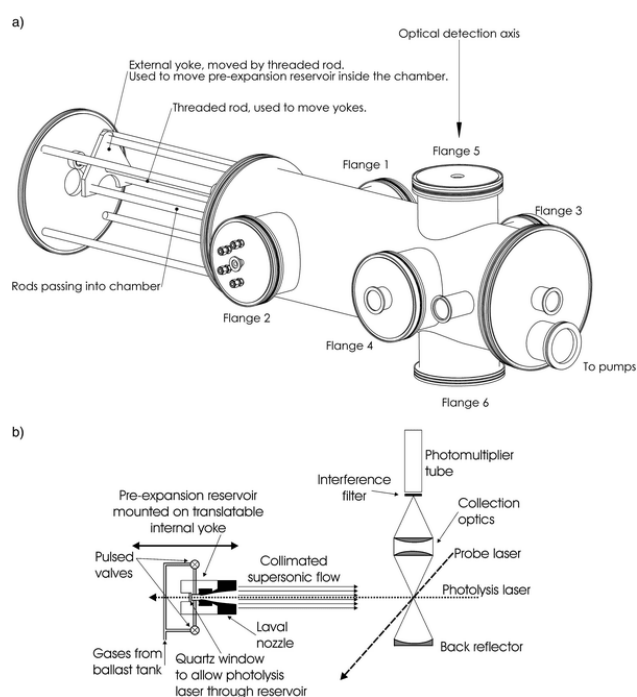 a)
Optical detection axis
External yoke, moved by threaded rod.
Used to move pre-expansion reservoir inside the chamber.
Threaded rod, used to move yokes.
Flange 5
Flange 1
Flange 3
Rods passing into chamber
Flange 2
Flange 4
To pumps
Flange 6
b)
Photomultiplier
tube
Interference
filter
Pre-expansion reservoir
mounted on translatable
internal yoke
Collection
optics
Pulsed
valves
Collimated
supersonic flow
Probe laser
Photolysis laser
Laval
nozzle
Back reflector
Gases from
ballast tank
Quartz window
to allow photolysis
laser through reservoir